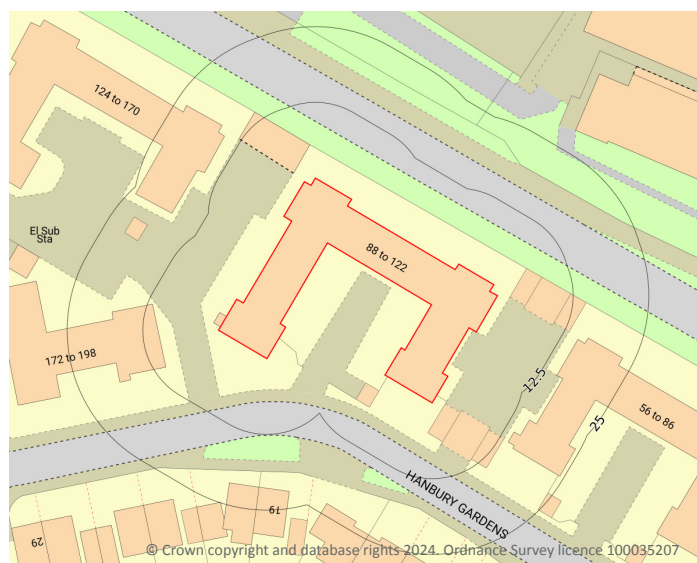 124 to 170
El Sub
Sta
88 to 122
172 to 198
12.5
25
56 to 86
HANBURY GARDENS
19
29
© Crown copyright and database rights 2024. Ordnance Survey licence 100035207